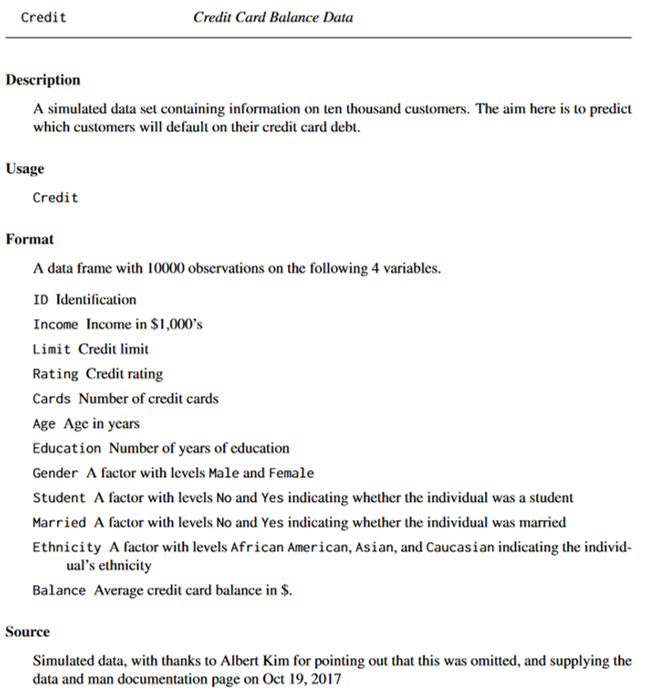 Credit Credit Card Balance Data
Description
A simulated data set containing information on ten thousand customers. The aim here is to predict
which customers will default on their credit card debt.
Usage
Credit
Format
A data frame with 10000 observations on the following 4 variables.
ID Identification
Income Income in $1,000's
Limit Credit limit
Rating Credit rating
Cards Number of credit cards
Age Age in years
Education Number of years of education
Gender A factor with levels Male and Female
Student A factor with levels No and Yes indicating whether the individual was a student
Married A factor with levels No and Yes indicating whether the individual was married
Ethnicity A factor with levels African American, Asian, and Caucasian indicating the individ-
ual's ethnicity
Balance Average credit card balance in $.
Source
Simulated data, with thanks to Albert Kim for pointing out that this was omitted, and supplying the
data and man documentation page on Oct 19, 2017